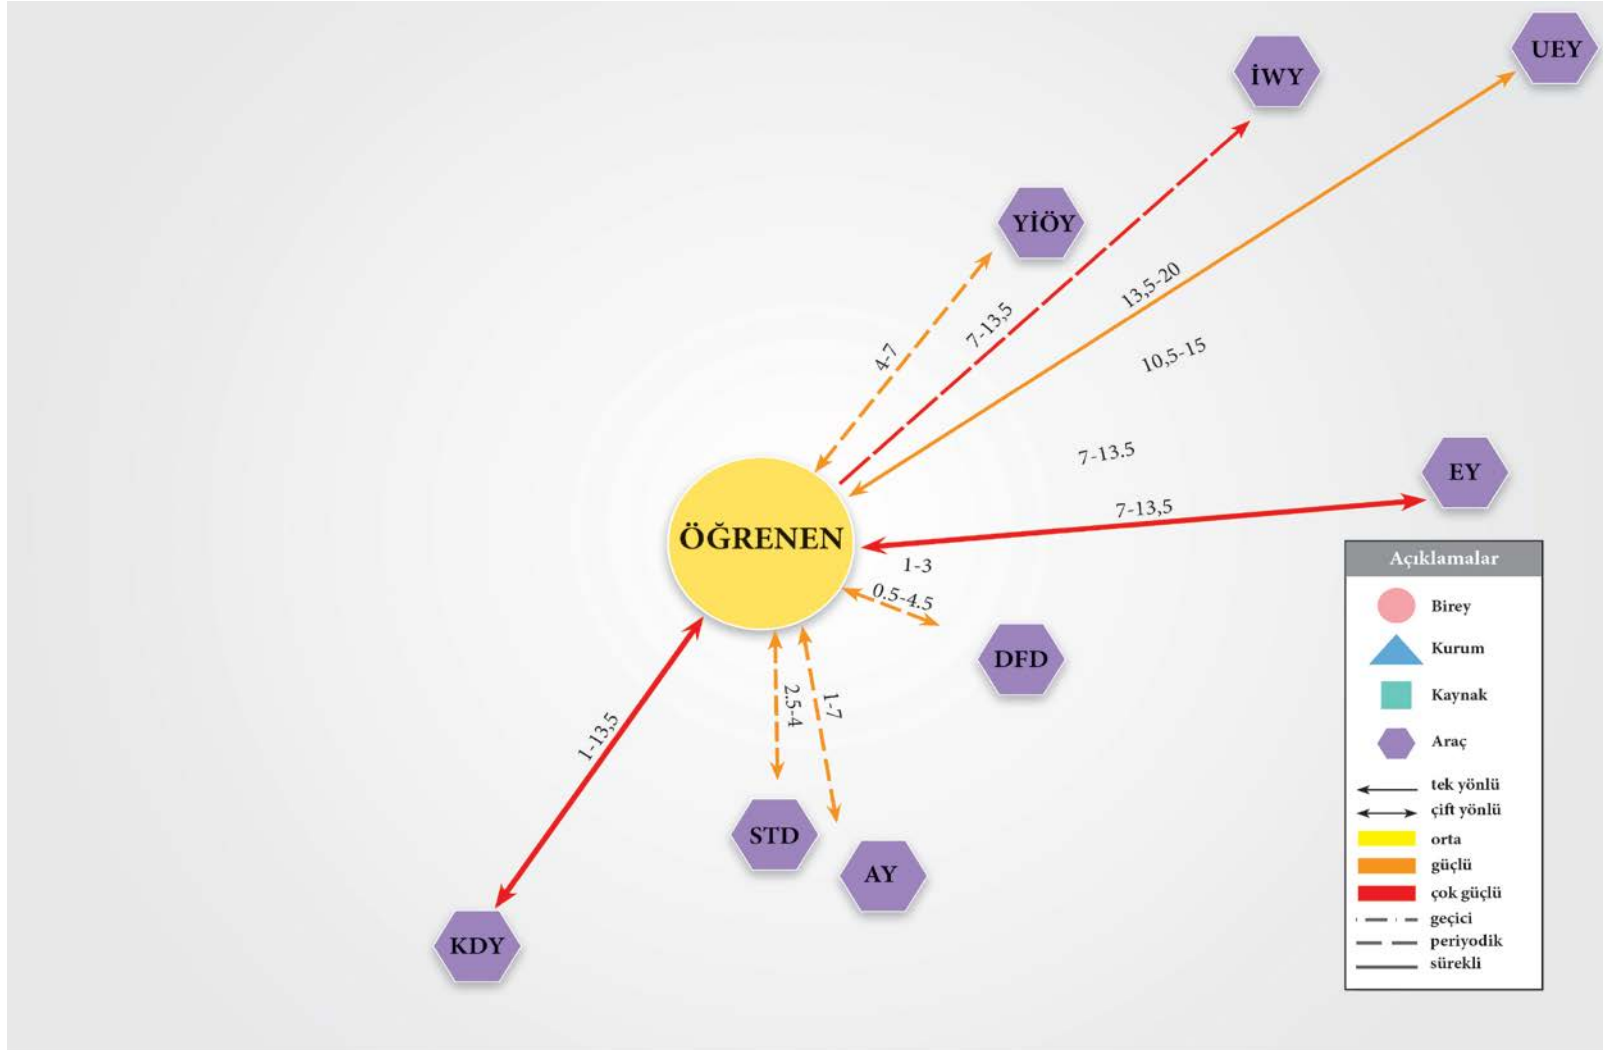 UEY
İWY
YİÖY
13,5-20
7-13,5
4-7
10,5-15
7-13.5
EY
7-13,5
ÖĞRENEN
1-3
0.5-4.5
DFD
2.5-4
1-7
1-13,5
STD
AY
KDY
Açıklamalar
Birey
Kurum
Kaynak
Araç
tek yönlü
çift yönlü
orta
güçlü
çok güçlü
geçici
periyodik
sürekli